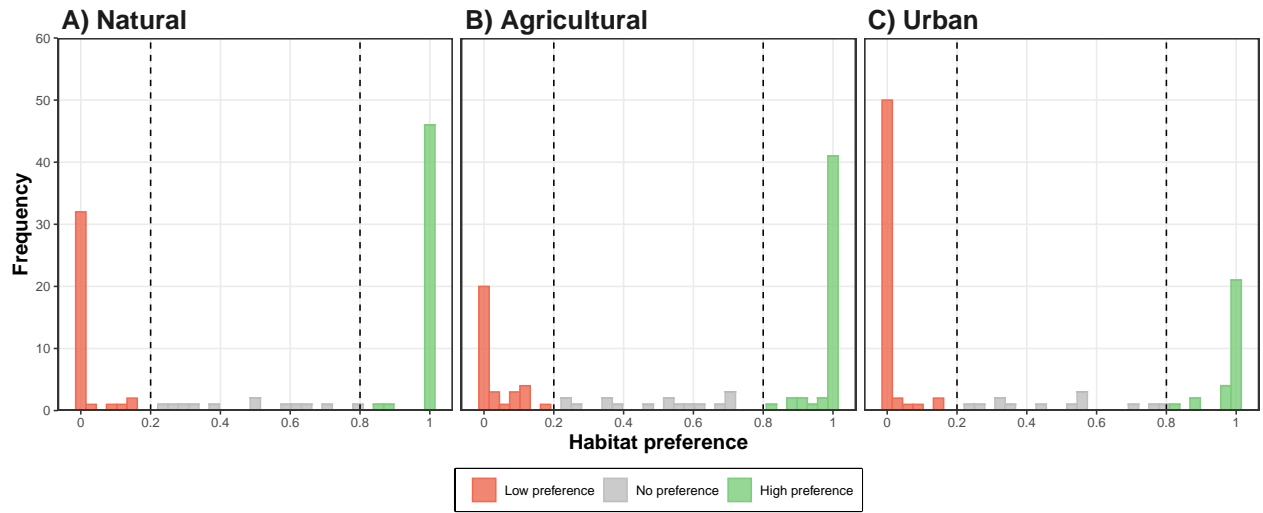 A) Natural
B) Agricultural
C) Urban
Frequency
60
50
40
30
20
10
0
0 0.2 0.4 0.6 0.8 1
0 0.2 0.4 0.6 0.8 1
0 0.2 0.4 0.6 0.8 1
Habitat preference
Low preference No preference High preference